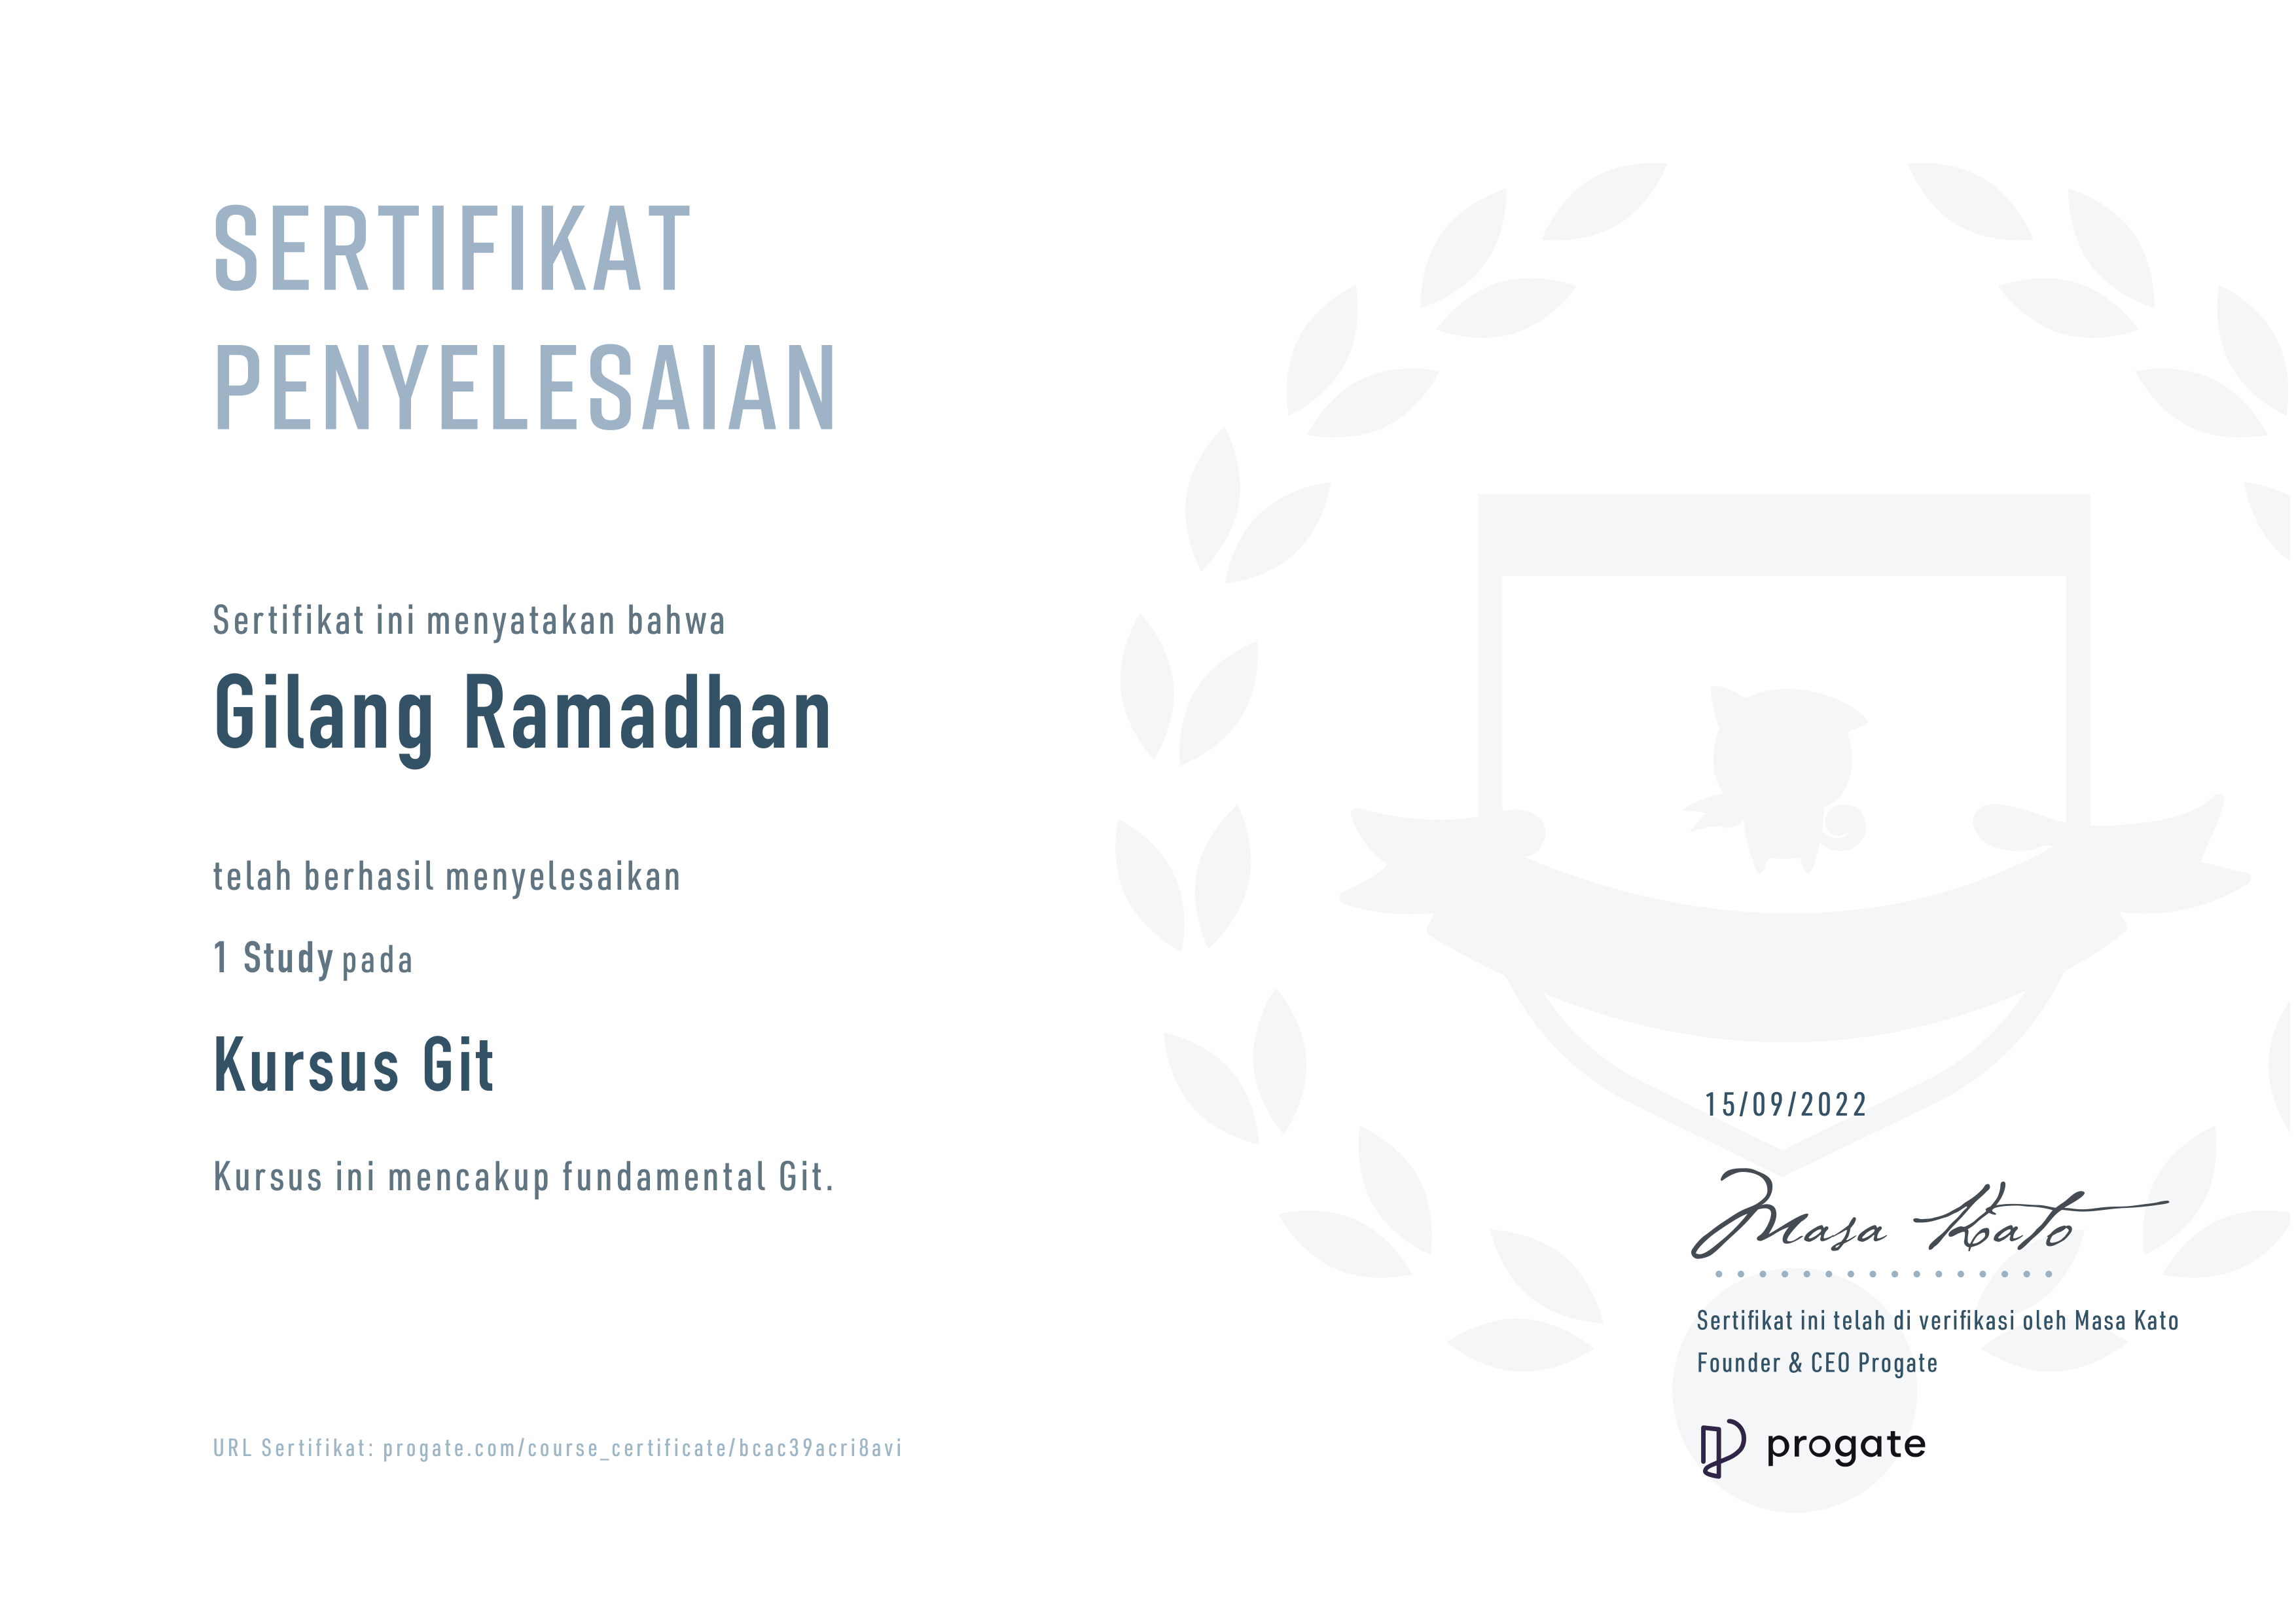 SERTIFIKAT
PENYELESAIAN
Sertifikat ini menyatakan bahwa
Gilang Ramadhan
telah berhasil menyelesaikan
1 Study pada
Kursus Git
Kursus ini mencakup fundamental Git.
15/09/2022
Masa Kato
Sertifikat ini telah di verifikasi oleh Masa Kato
Founder & CEO Progate
progate
URL Sertifikat: progate.com/course_certificate/bcac39acri8avi